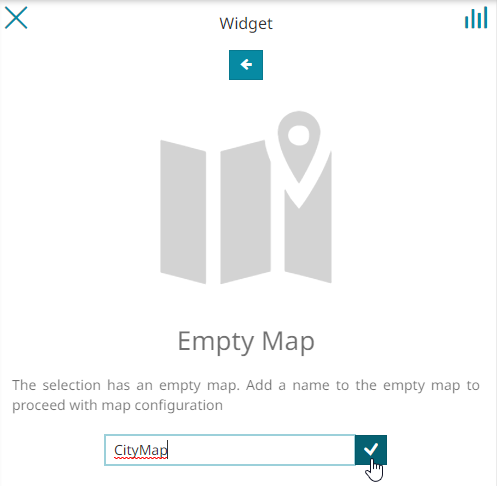 Widget
Empty Map
The selection has an empty map. Add a name to the empty map to
proceed with map configuration
CityMap